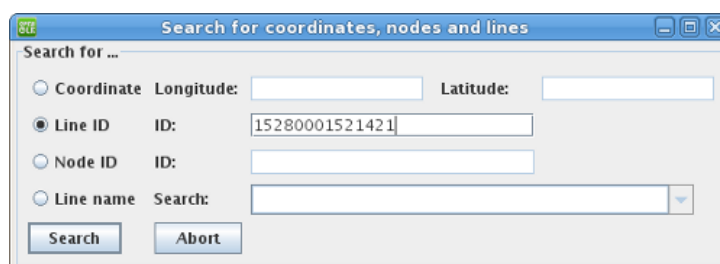 Search for coordinates, nodes and lines
Search for ...
Coordinate Longitude: Latitude:
Line ID ID: 15280001521421
Node ID ID:
Line name Search:
Search Abort